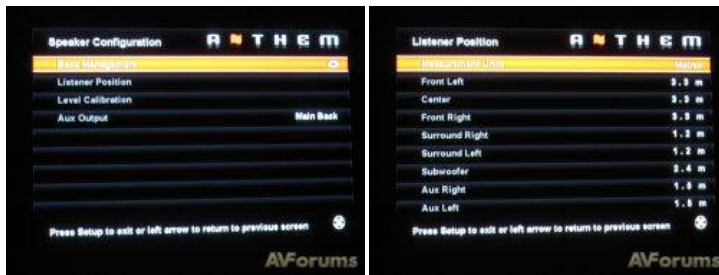 Speaker Configuration
ANTHEM
Bass Management
Listener Position
Level Calibration
Aux Output Main Back
Press Setup to exit or left arrow to return to previous screen
AVForums
Listener Position
ANTHEM
Measurement Units Metres
Front Left 3.3 m
Center 3.3 m
Front Right 3.3 m
Surround Right 1.2 m
Surround Left 1.2 m
Subwoofer 2.4 m
Aux Right 1.5 m
Aux Left 1.5 m
Press Setup to exit or left arrow to return to previous screen
AVForums